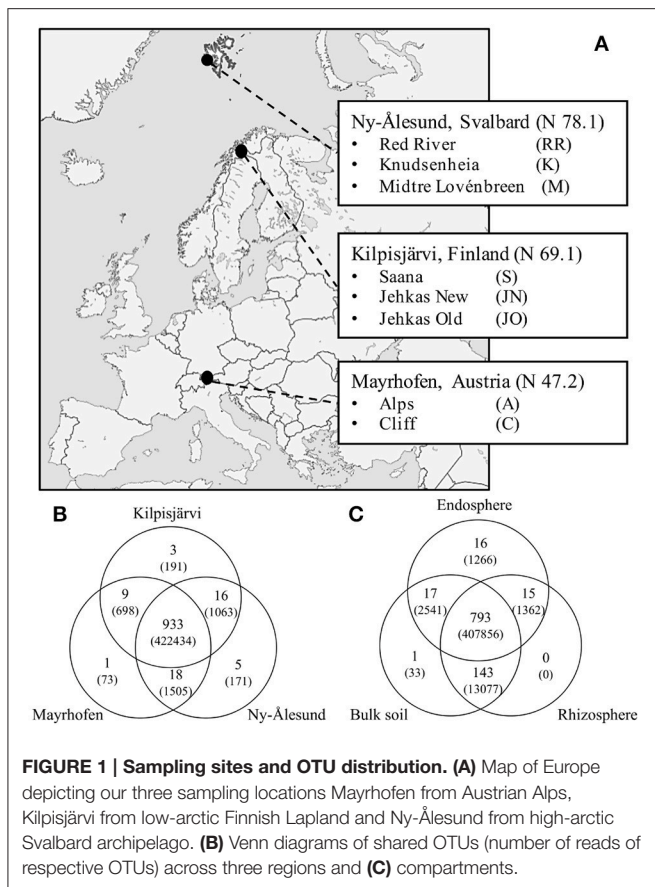 A
Ny-Ålesund, Svalbard (N 78.1)
• Red River (RR)
• Knudsenheia (K)
• Midtre Lovénbreen (M)
Kilpisjärvi, Finland (N 69.1)
• Saana (S)
• Jehkas New (JN)
• Jehkas Old (JO)
Mayrhofen, Austria (N 47.2)
• Alps (A)
• Cliff (C)
B
Kilpisjärvi
3
(191)
9
(698)
16
(1063)
933
(422434)
1
(73)
18
(1505)
5
(171)
Mayrhofen
Ny-Ålesund
C
Endosphere
16
(1266)
17
(2541)
15
(1362)
793
(407856)
1
(33)
143
(13077)
0
(0)
Bulk soil
Rhizosphere
FIGURE 1 | Sampling sites and OTU distribution. (A) Map of Europe
depicting our three sampling locations Mayrhofen from Austrian Alps,
Kilpisjärvi from low-arctic Finnish Lapland and Ny-Ålesund from high-arctic
Svalbard archipelago. (B) Venn diagrams of shared OTUs (number of reads of
respective OTUs) across three regions and (C) compartments.